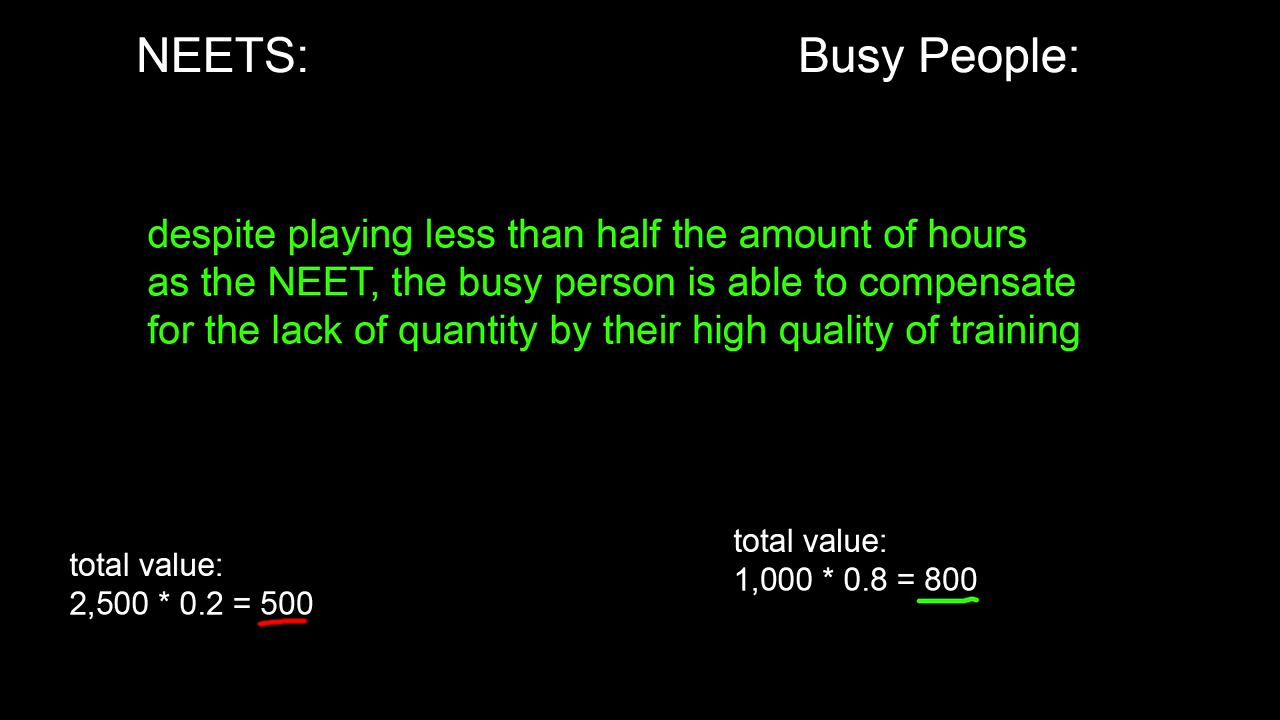 NEETS:
Busy People:
despite playing less than half the amount of hours
as the NEET, the busy person is able to compensate
for the lack of quantity by their high quality of training
total value:
2,500 * 0.2 = 500
total value:
1,000 * 0.8 = 800